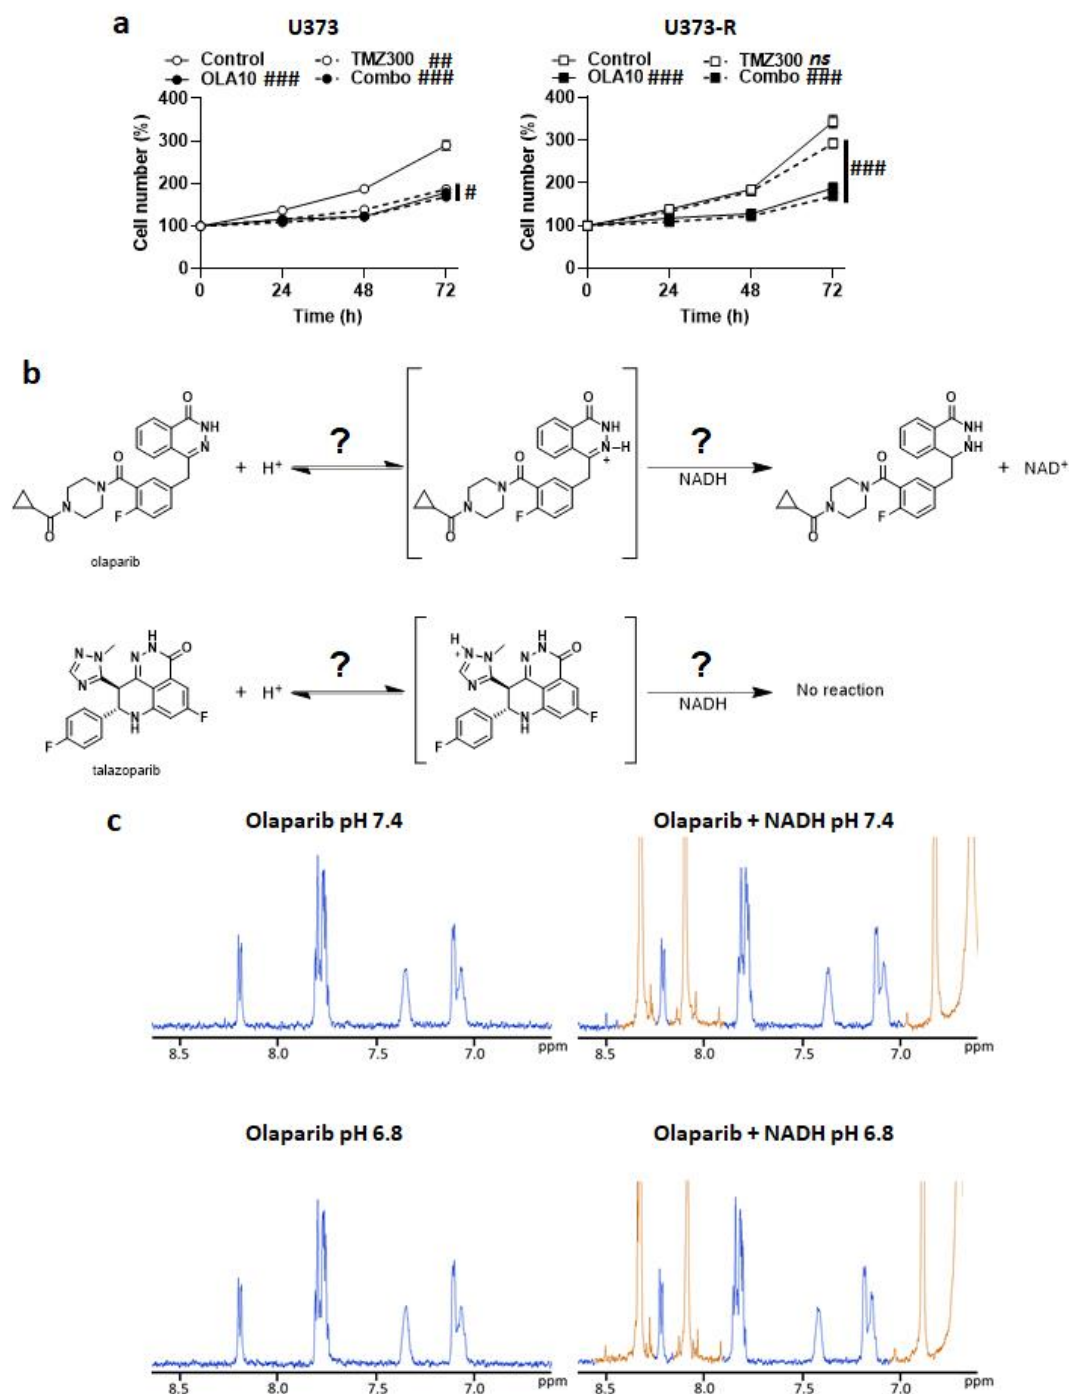 a
U373
U373-R
Control
TMZ300 ##
OLA10 ###
Combo ###
Control
TMZ300 ns
OLA10 ###
Combo ###
Cell number (%)
400
300
200
100
0
#
0 24 48 72
Time (h)
Cell number (%)
400
300
200
100
0
###
0 24 48 72
Time (h)
b
O
NH
N
O
N
N
F
O
olaparib
+ H+
?
O
NH
N–H
+
O
N
N
F
O
?
NADH
O
NH
NH
O
N
N
F
O
+ NAD+
H
N
N
O
N
N
N
N
H
F
F
talazoparib
+ H+
?
H
N
+
N
N
H
N
N
O
N
H
F
F
?
NADH
No reaction
c
Olaparib pH 7.4
Olaparib + NADH pH 7.4
8.5 8.0 7.5 7.0 ppm
8.5 8.0 7.5 7.0 ppm
Olaparib pH 6.8
Olaparib + NADH pH 6.8
8.5 8.0 7.5 7.0 ppm
8.5 8.0 7.5 7.0 ppm